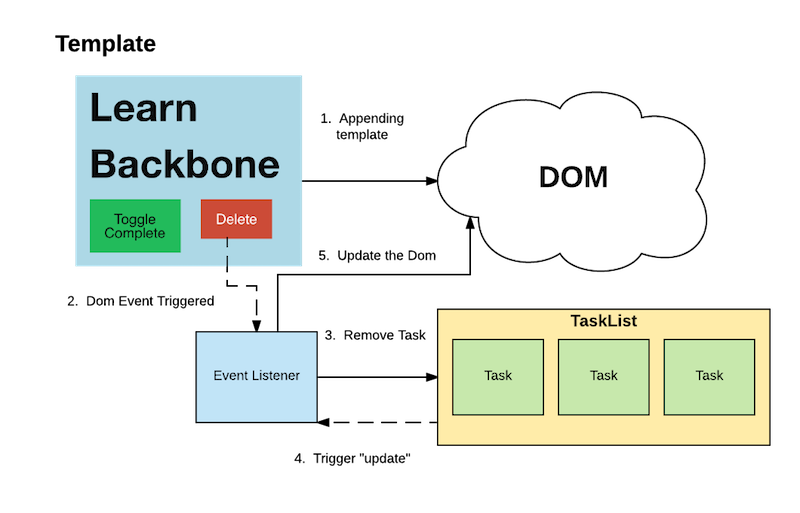 Template
Learn
Backbone
Toggle
Complete
Delete
1. Appending
template
DOM
5. Update the Dom
2. Dom Event Triggered
Event Listener
3. Remove Task
TaskList
Task
Task
Task
4. Trigger "update"